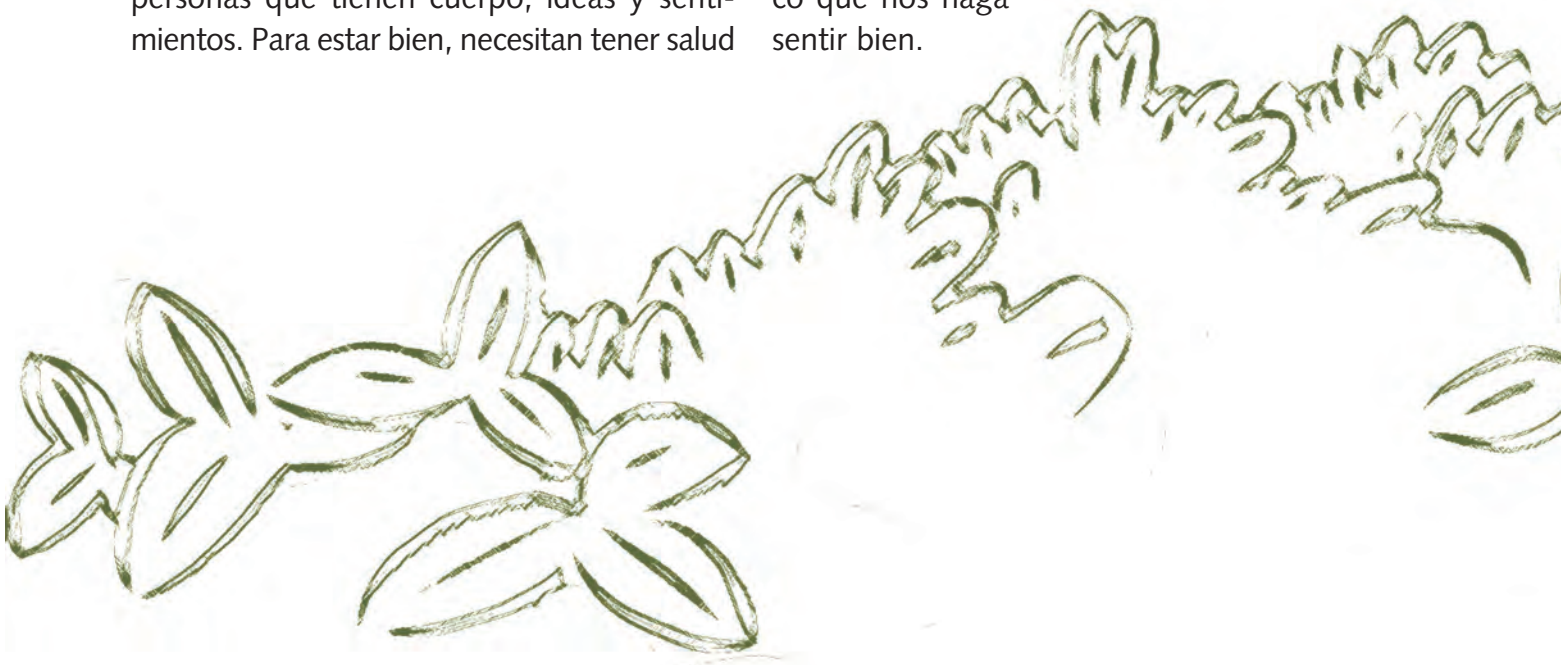 personas que tienen cuerpo, ideas y senti-
mientos. Para estar bien, necesitan tener salud
co que nos haga
sentir bien.